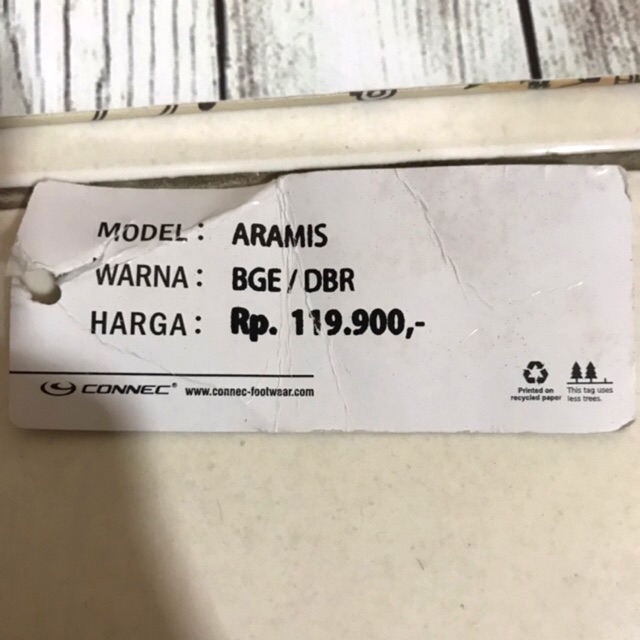 MODEL: ARAMIS
WARNA: BGE / DBR
HARGA: Rp. 119.900,-
CONNEC® www.connec-footwear.com
Printed on
recycled paper
This tag uses
less trees.